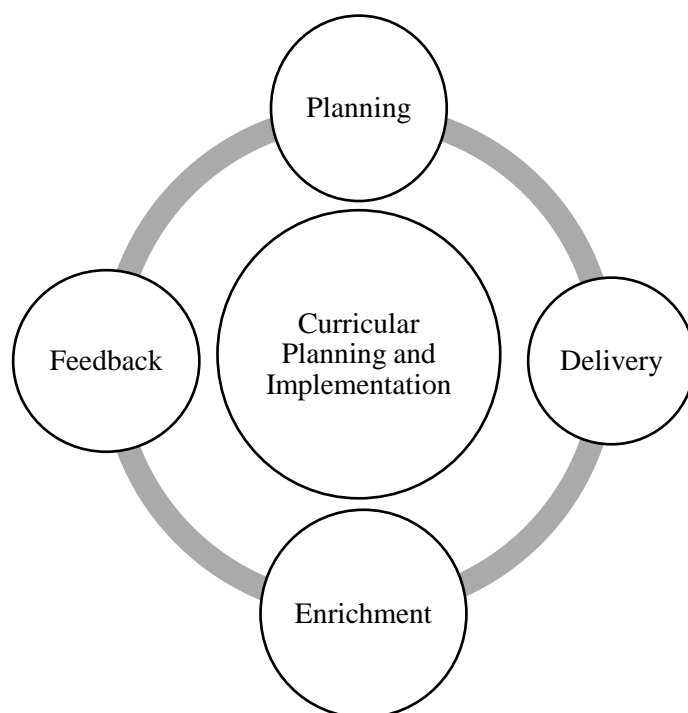 Planning
Curricular
Planning and
Implementation
Feedback
Delivery
Enrichment